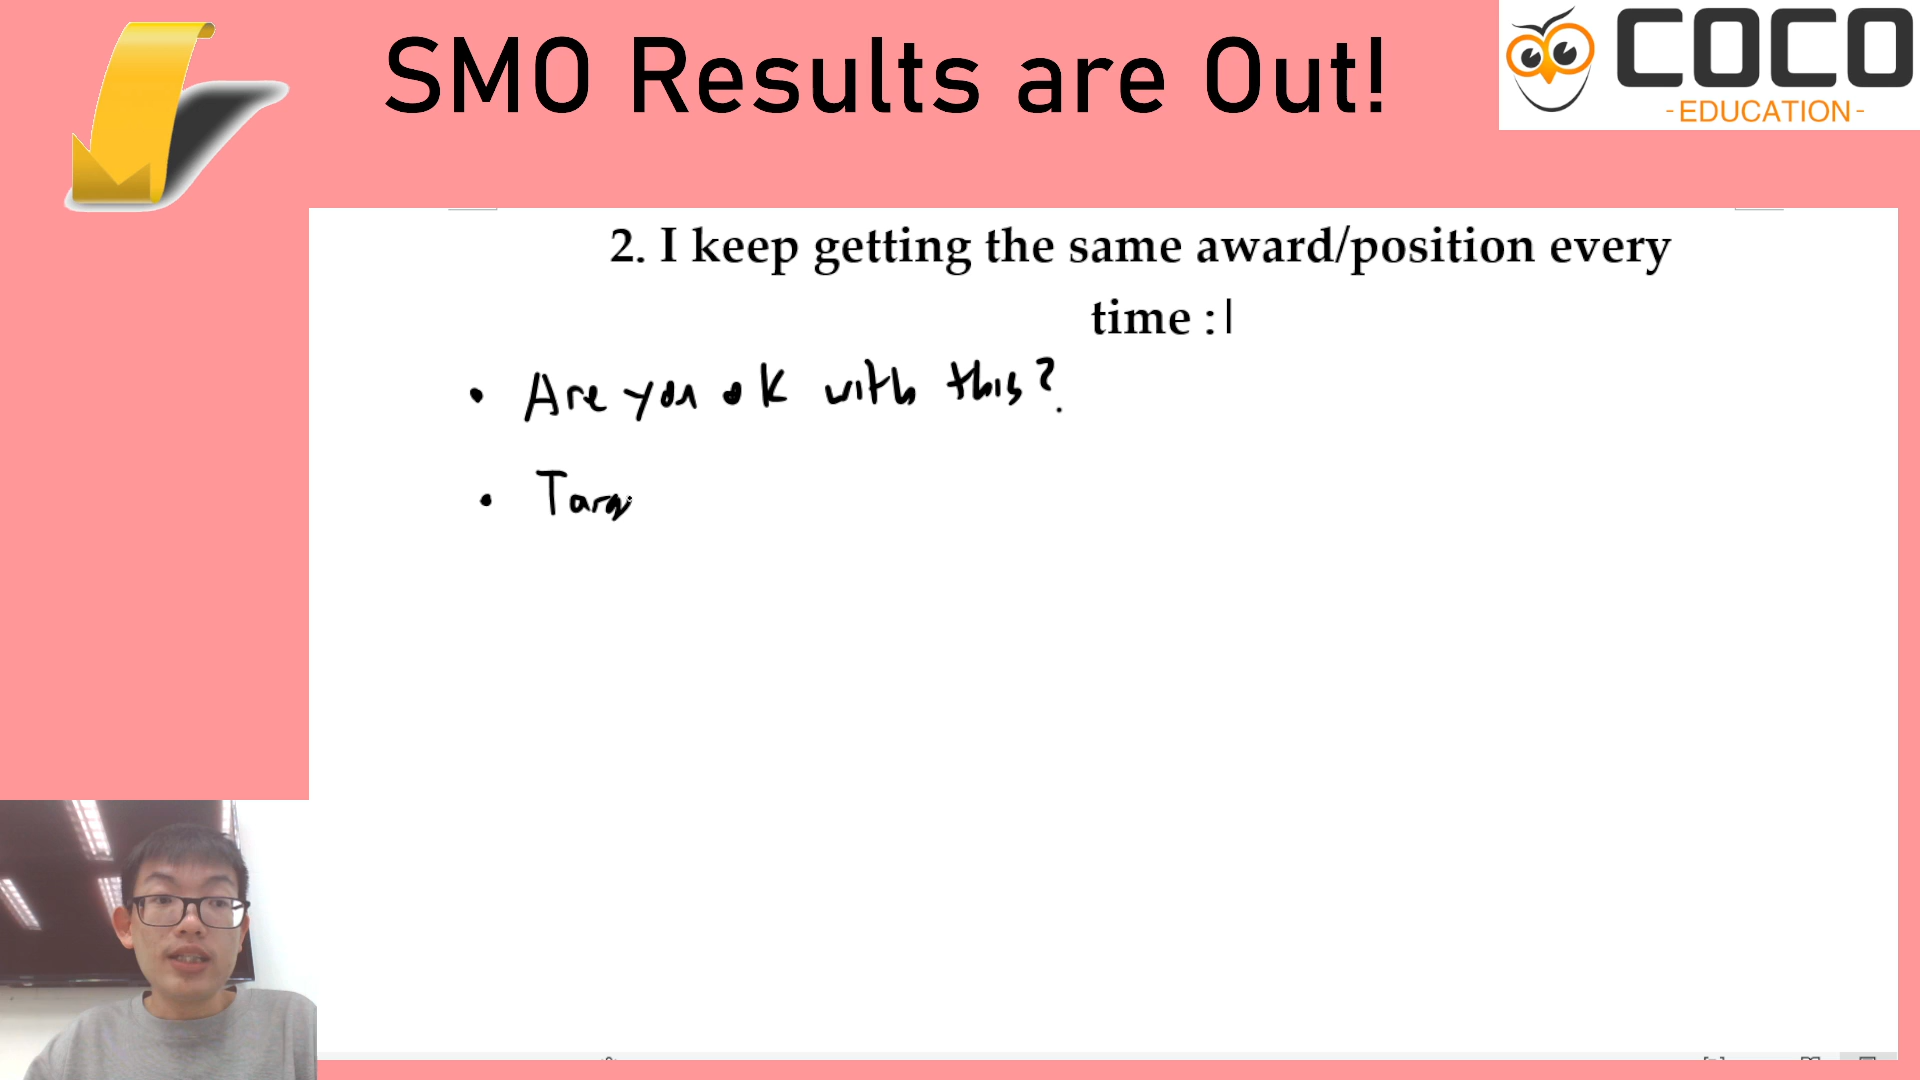 SMO Results are Out!
COCO
-EDUCATION-
2. I keep getting the same award/position every
time :|
• Are you ok with this?
• Targ